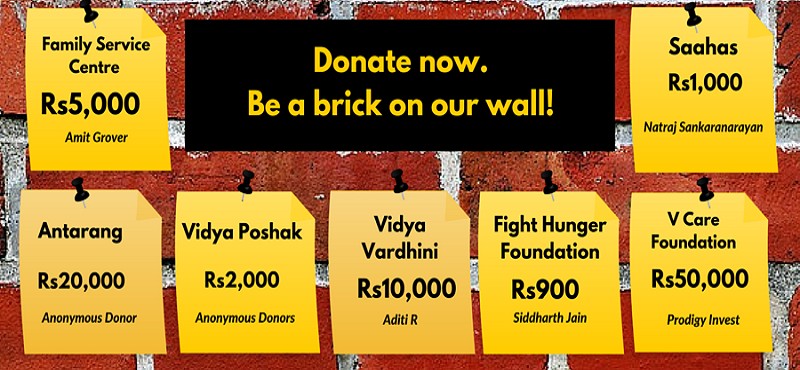 Family Service
Centre
Rs5,000
Amit Grover
Donate now.
Be a brick on our wall!
Saahas
Rs1,000
Natraj Sankaranarayan
Antarang
Rs20,000
Anonymous Donor
Vidya Poshak
Rs2,000
Anonymous Donors
Vidya
Vardhini
Rs10,000
Aditi R
Fight Hunger
Foundation
Rs900
Siddharth Jain
V Care
Foundation
Rs50,000
Prodigy Invest